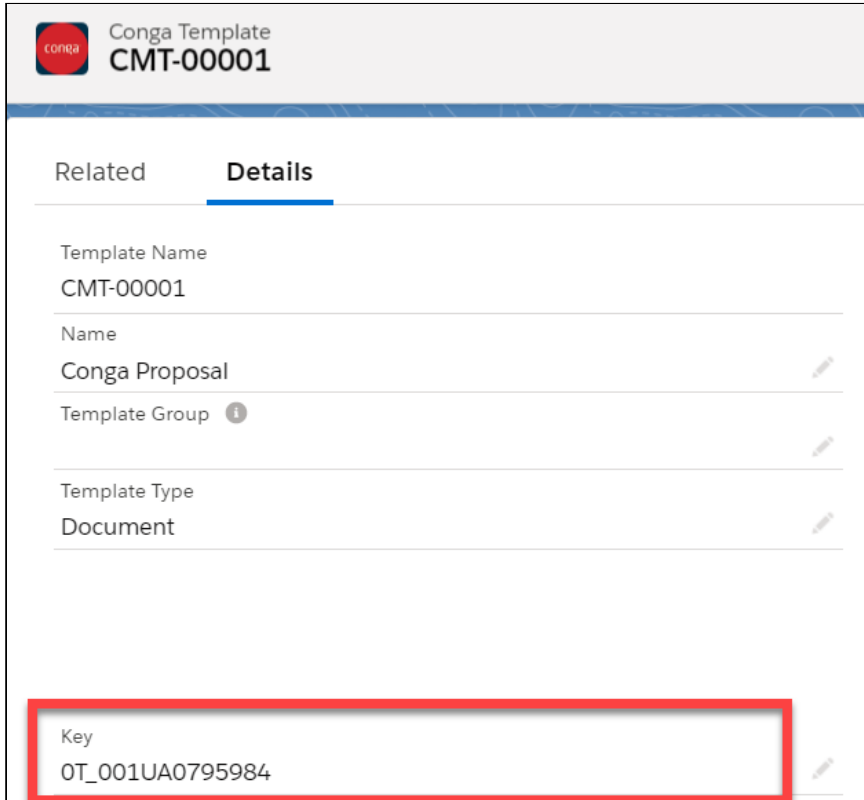 conga
Conga Template
CMT-00001
Related Details
Template Name
CMT-00001
Name
Conga Proposal
Template Group
Template Type
Document
Key
0T_001UA0795984